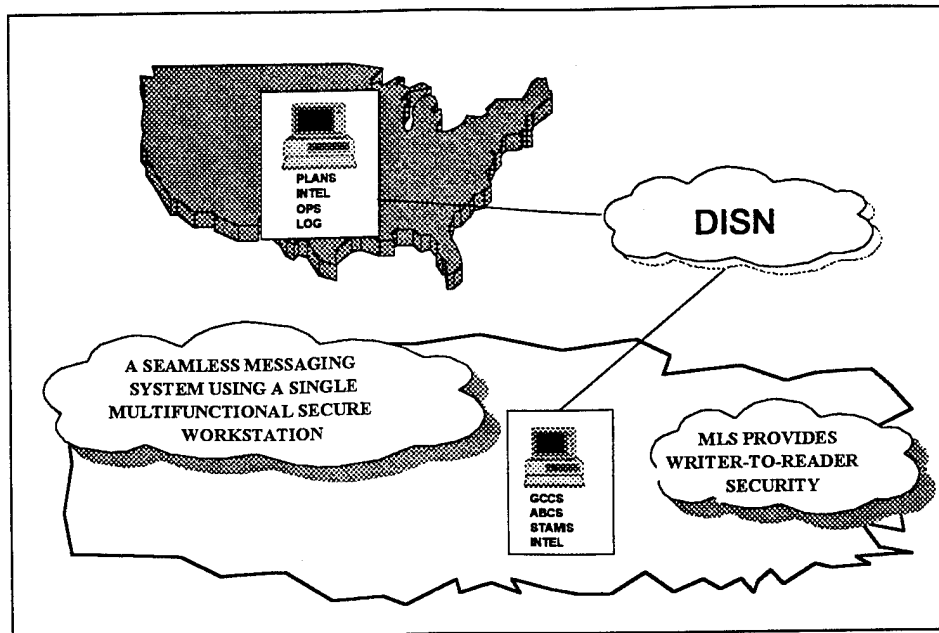 PLANS
INTEL
OPS
LOG
DISN
A SEAMLESS MESSAGING
SYSTEM USING A SINGLE
MULTIFUNCTIONAL SECURE
WORKSTATION
GCCS
ABCS
STAMIS
INTEL
MLS PROVIDES
WRITER-TO-READER
SECURITY